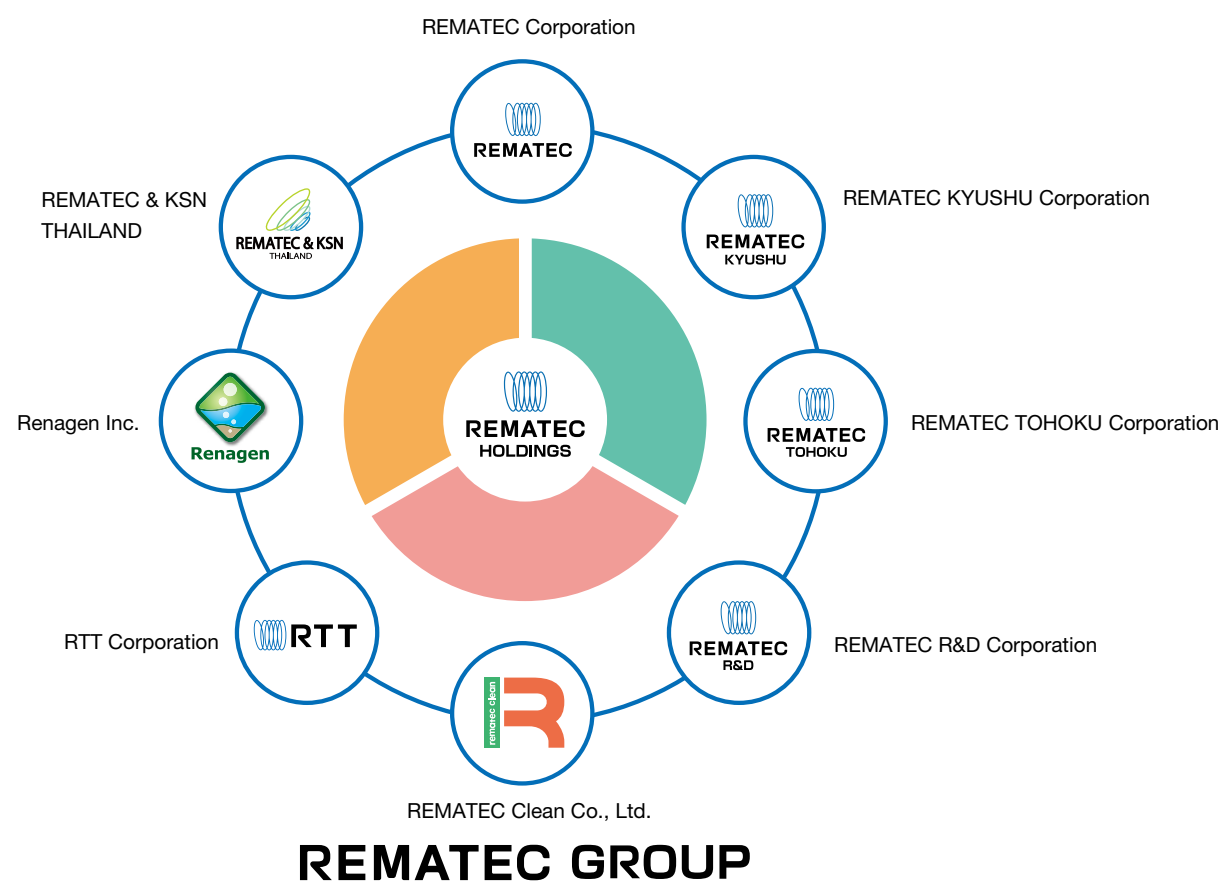 REMATEC Corporation
REMATEC
REMATEC & KSN
THAILAND
REMATEC & KSN
THAILAND
REMATEC
KYUSHU
REMATEC KYUSHU Corporation
Renagen Inc.
Renagen
REMATEC
HOLDINGS
REMATEC
TOHOKU
REMATEC TOHOKU Corporation
RTT Corporation
RTT
REMATEC
R&D
REMATEC R&D Corporation
rematec clean
R
REMATEC Clean Co., Ltd.
REMATEC GROUP